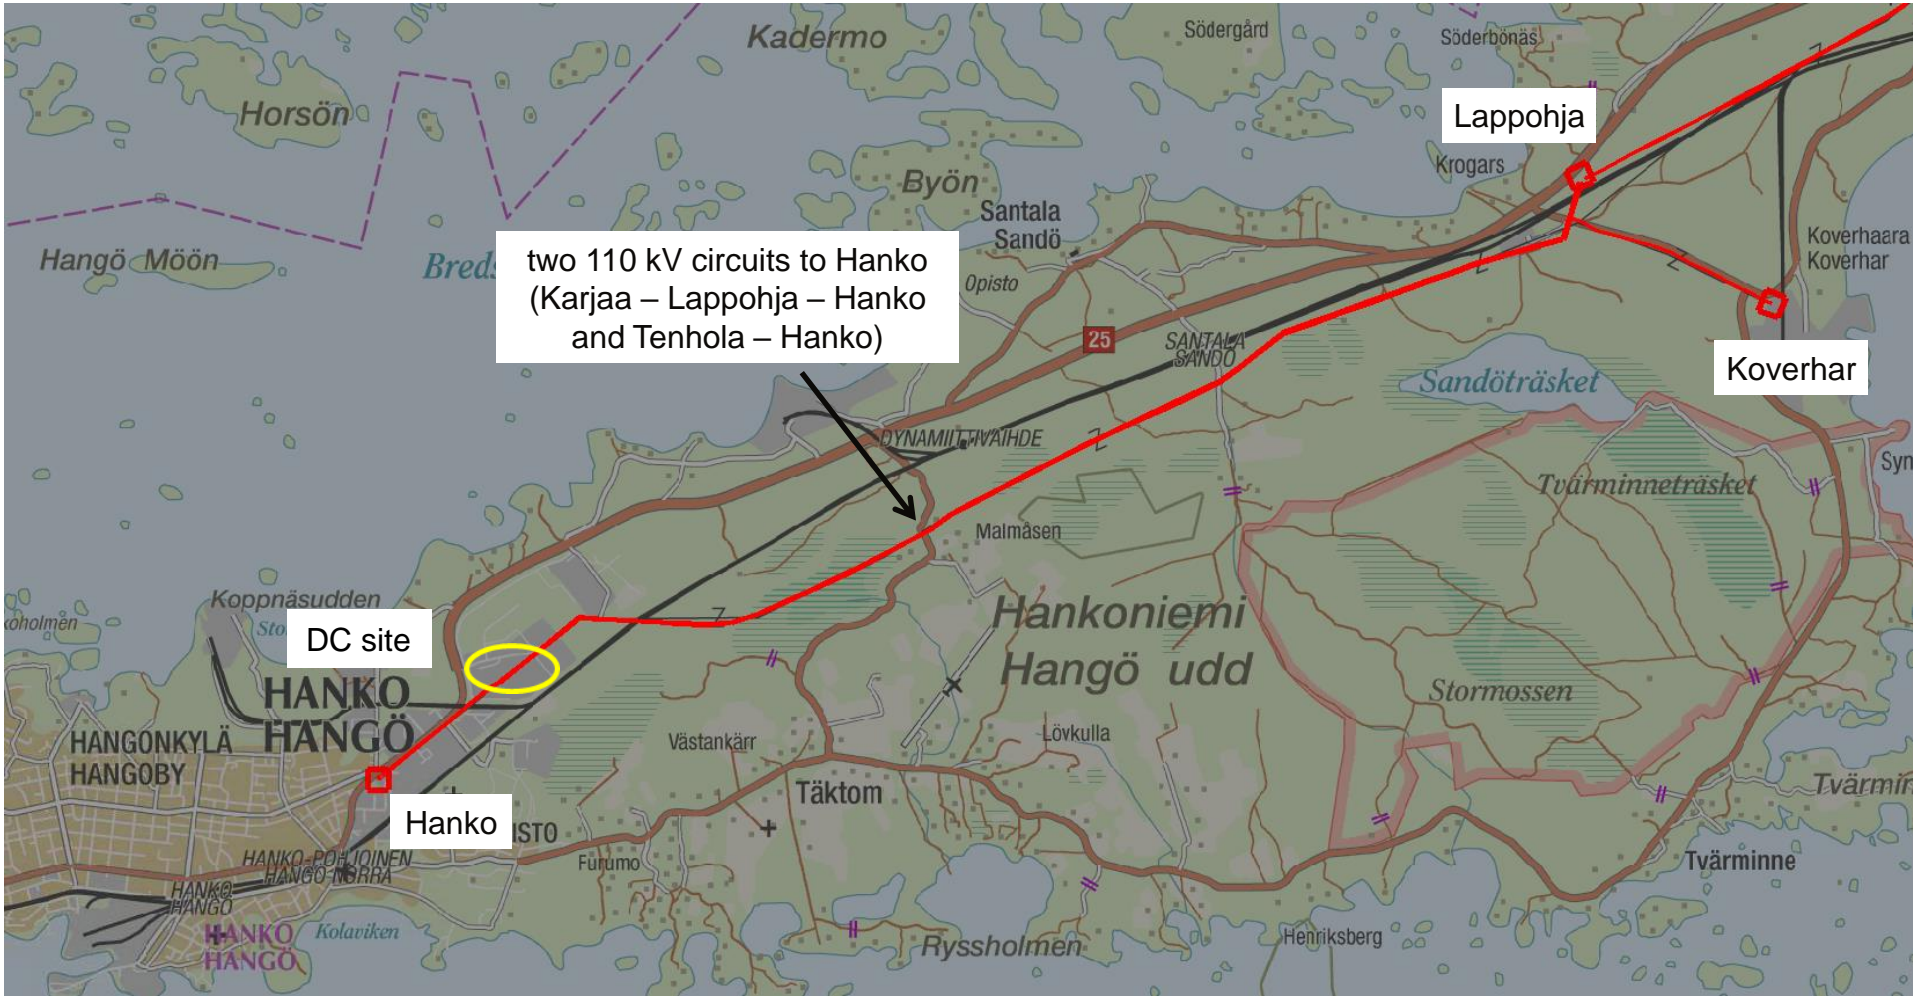 Kadermo
Södergård
Söderbönäs
Horsön
Lappohja
Krogars
Byön
Santala
Sandö
Koverhaara
Koverhar
Hangö Möön
two 110 kV circuits to Hanko
(Karjaa – Lappohja – Hanko
and Tenhola – Hanko)
Opisto
25
SANTALA
SANDÖ
Sandöträsket
Koverhar
DYNAMIITTIVAIHDE
Tvärminneträsket
Malmåsen
Koppnäsudden
DC site
Hankoniemi
Hangö udd
HANKO
HANGÖ
Stormossen
HANGONKYLÄ
HANGÖBY
Västankärr
Lövkulla
Täktom
Hanko
Furumo
HANKO-POHJOINEN
HANGÖ NORRA
HANKO
HANGÖ
Tvärminne
HANKO
HANGÖ
Kolaviken
Ryssholmen
Henriksberg